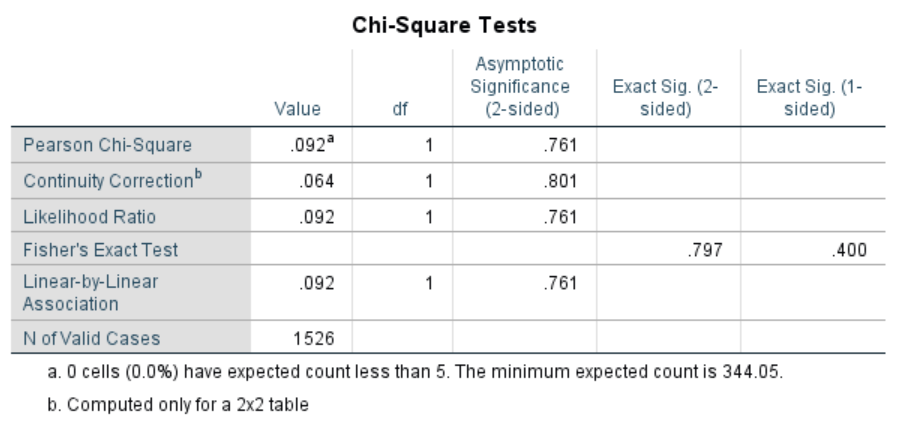 Chi-Square Tests
Value df Asymptotic Significance (2-sided) Exact Sig. (2-sided) Exact Sig. (1-sided)
Pearson Chi-Square .092a 1 .761
Continuity Correctionb .064 1 .801
Likelihood Ratio .092 1 .761
Fisher's Exact Test .797 .400
Linear-by-Linear Association .092 1 .761
N of Valid Cases 1526
a. 0 cells (0.0%) have expected count less than 5. The minimum expected count is 344.05.
b. Computed only for a 2x2 table